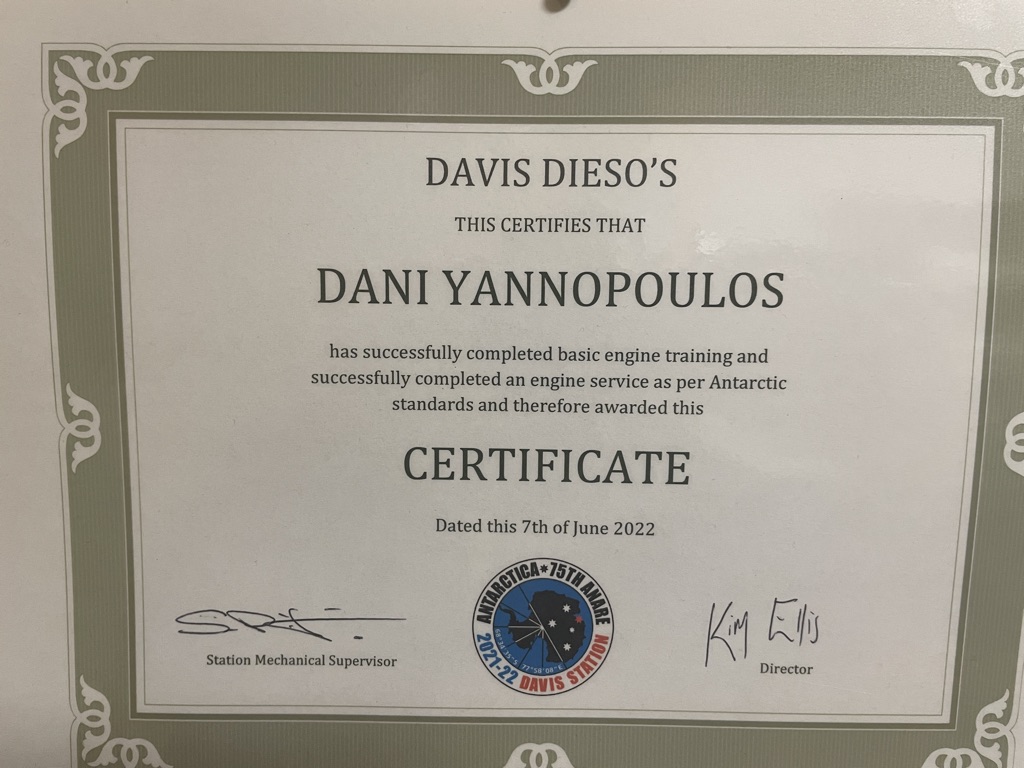 DAVIS DIESO'S
THIS CERTIFIES THAT
DANI YANNOPOULOS
has successfully completed basic engine training and
successfully completed an engine service as per Antarctic
standards and therefore awarded this
CERTIFICATE
Dated this 7th of June 2022
ANTARCTICA★75TH ANARE
2021-22 DAVIS STATION
Kim Ellis
Station Mechanical Supervisor
Director